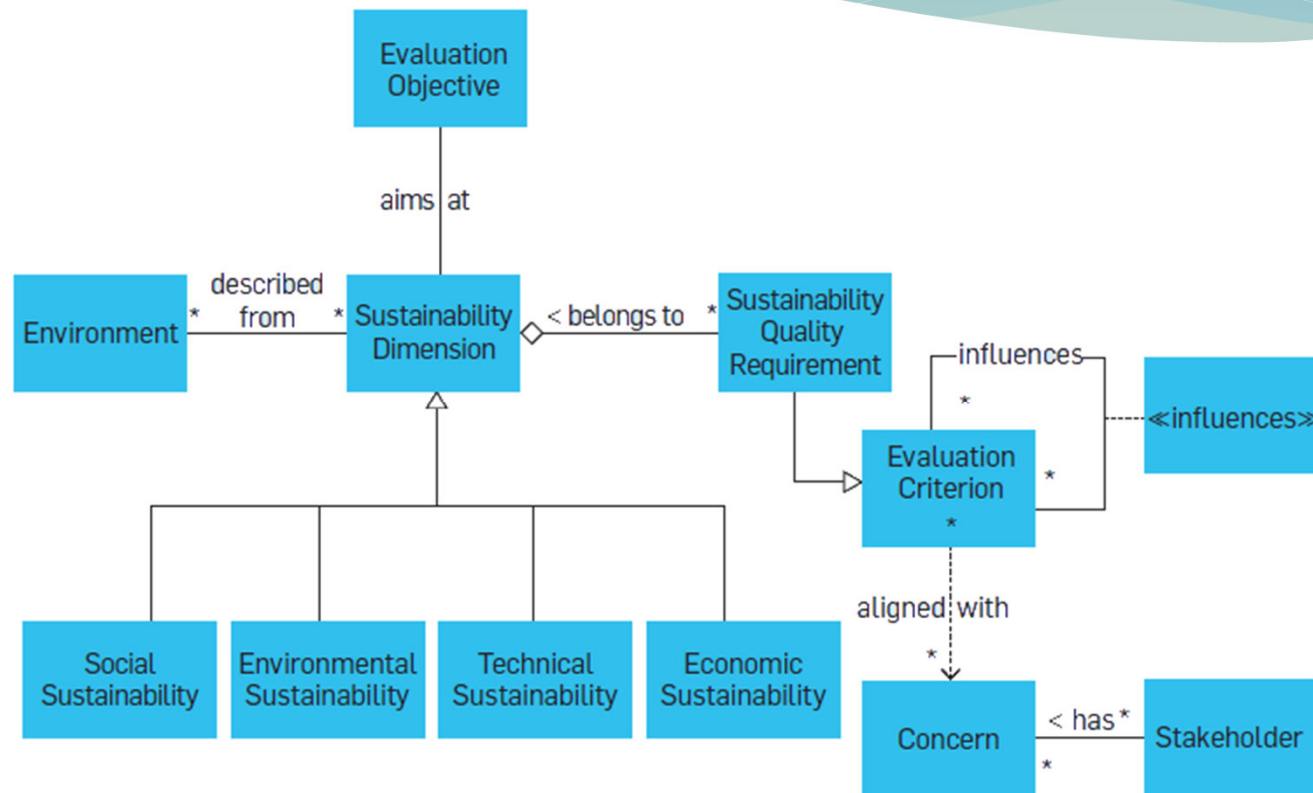 Evaluation
Objective
aims at
Environment
*
described
from
*
Sustainability
Dimension
< belongs to
*
Sustainability
Quality
Requirement
influences
*
*
≪influences≫
Evaluation
Criterion
*
aligned with
*
Social
Sustainability
Environmental
Sustainability
Technical
Sustainability
Economic
Sustainability
Concern
< has *
*
Stakeholder